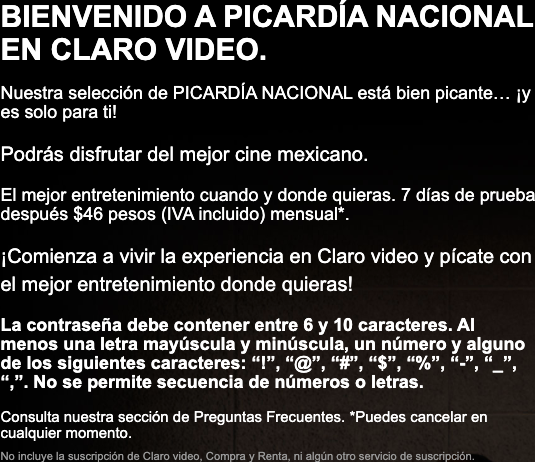 BIENVENIDO A PICARDÍA NACIONAL
EN CLARO VIDEO.
Nuestra selección de PICARDÍA NACIONAL está bien picante… ¡y
es solo para ti!
Podrás disfrutar del mejor cine mexicano.
El mejor entretenimiento cuando y donde quieras. 7 días de prueba
después $46 pesos (IVA incluido) mensual*.
¡Comienza a vivir la experiencia en Claro video y pícate con
el mejor entretenimiento donde quieras!
La contraseña debe contener entre 6 y 10 caracteres. Al
menos una letra mayúscula y minúscula, un número y alguno
de los siguientes caracteres: “!”, “@”, “#”, “$”, “%”, “-”, “_”,
“,”. No se permite secuencia de números o letras.
Consulta nuestra sección de Preguntas Frecuentes. *Puedes cancelar en
cualquier momento.
No incluye la suscripción de Claro video, Compra y Renta, ni algún otro servicio de suscripción.